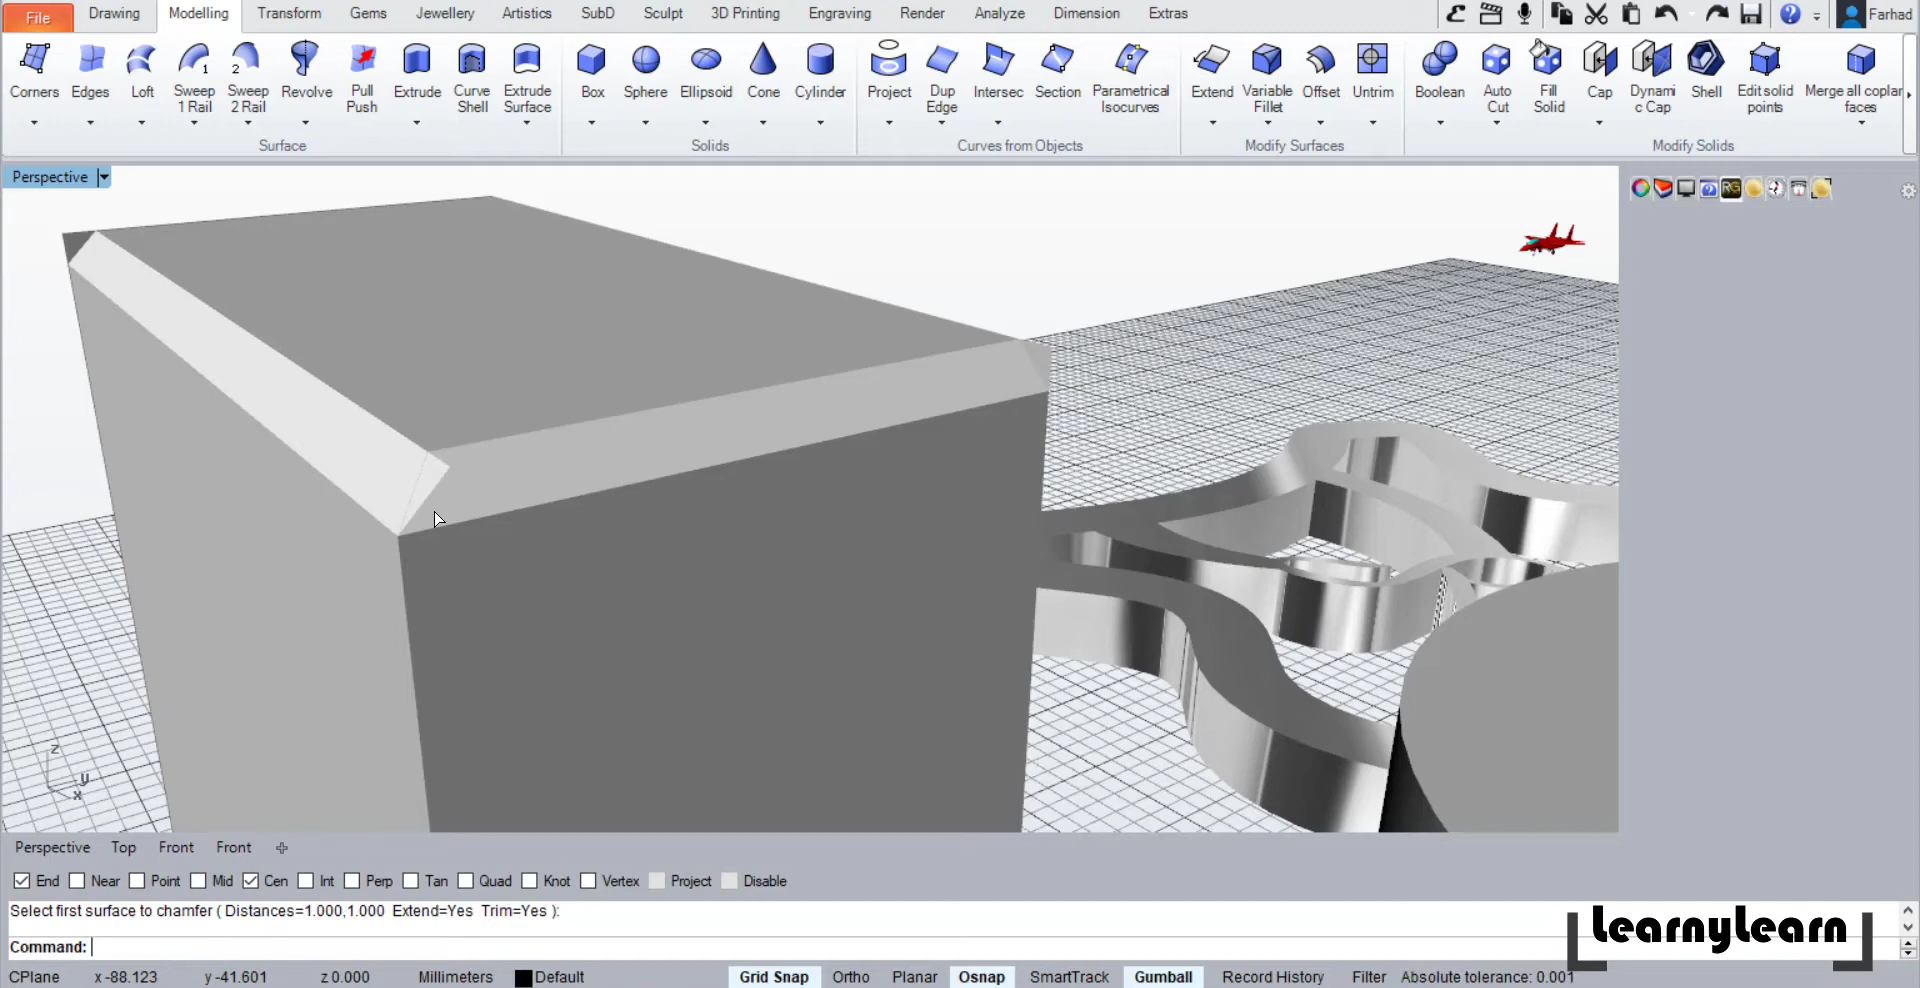 File Drawing Modelling Transform Gems Jewellery Artistics SubD Sculpt 3D Printing Engraving Render Analyze Dimension Extras Farhad
Corners Edges Loft Sweep 1 Rail Sweep 2 Rail Revolve Pull Push Extrude Curve Shell Extrude Surface Box Sphere Ellipsoid Cone Cylinder Project Dup Edge Intersec Section Parametrical Isocurves Extend Variable Fillet Offset Untrim Boolean Auto Cut Fill Solid Cap Dynami c Cap Shell Edit solid points Merge all coplar faces
1 2
Surface Solids Curves from Objects Modify Surfaces Modify Solids
Perspective
RG
z
y
x
Perspective Top Front Front
End Near Point Mid Cen Int Perp Tan Quad Knot Vertex Project Disable
Select first surface to chamfer ( Distances=1.000,1.000 Extend=Yes Trim=Yes ):
LearnyLearn
Command:
CPlane x -88.123 y -41.601 z 0.000 Millimeters Default Grid Snap Ortho Planar Osnap SmartTrack Gumball Record History Filter Absolute tolerance: 0.001